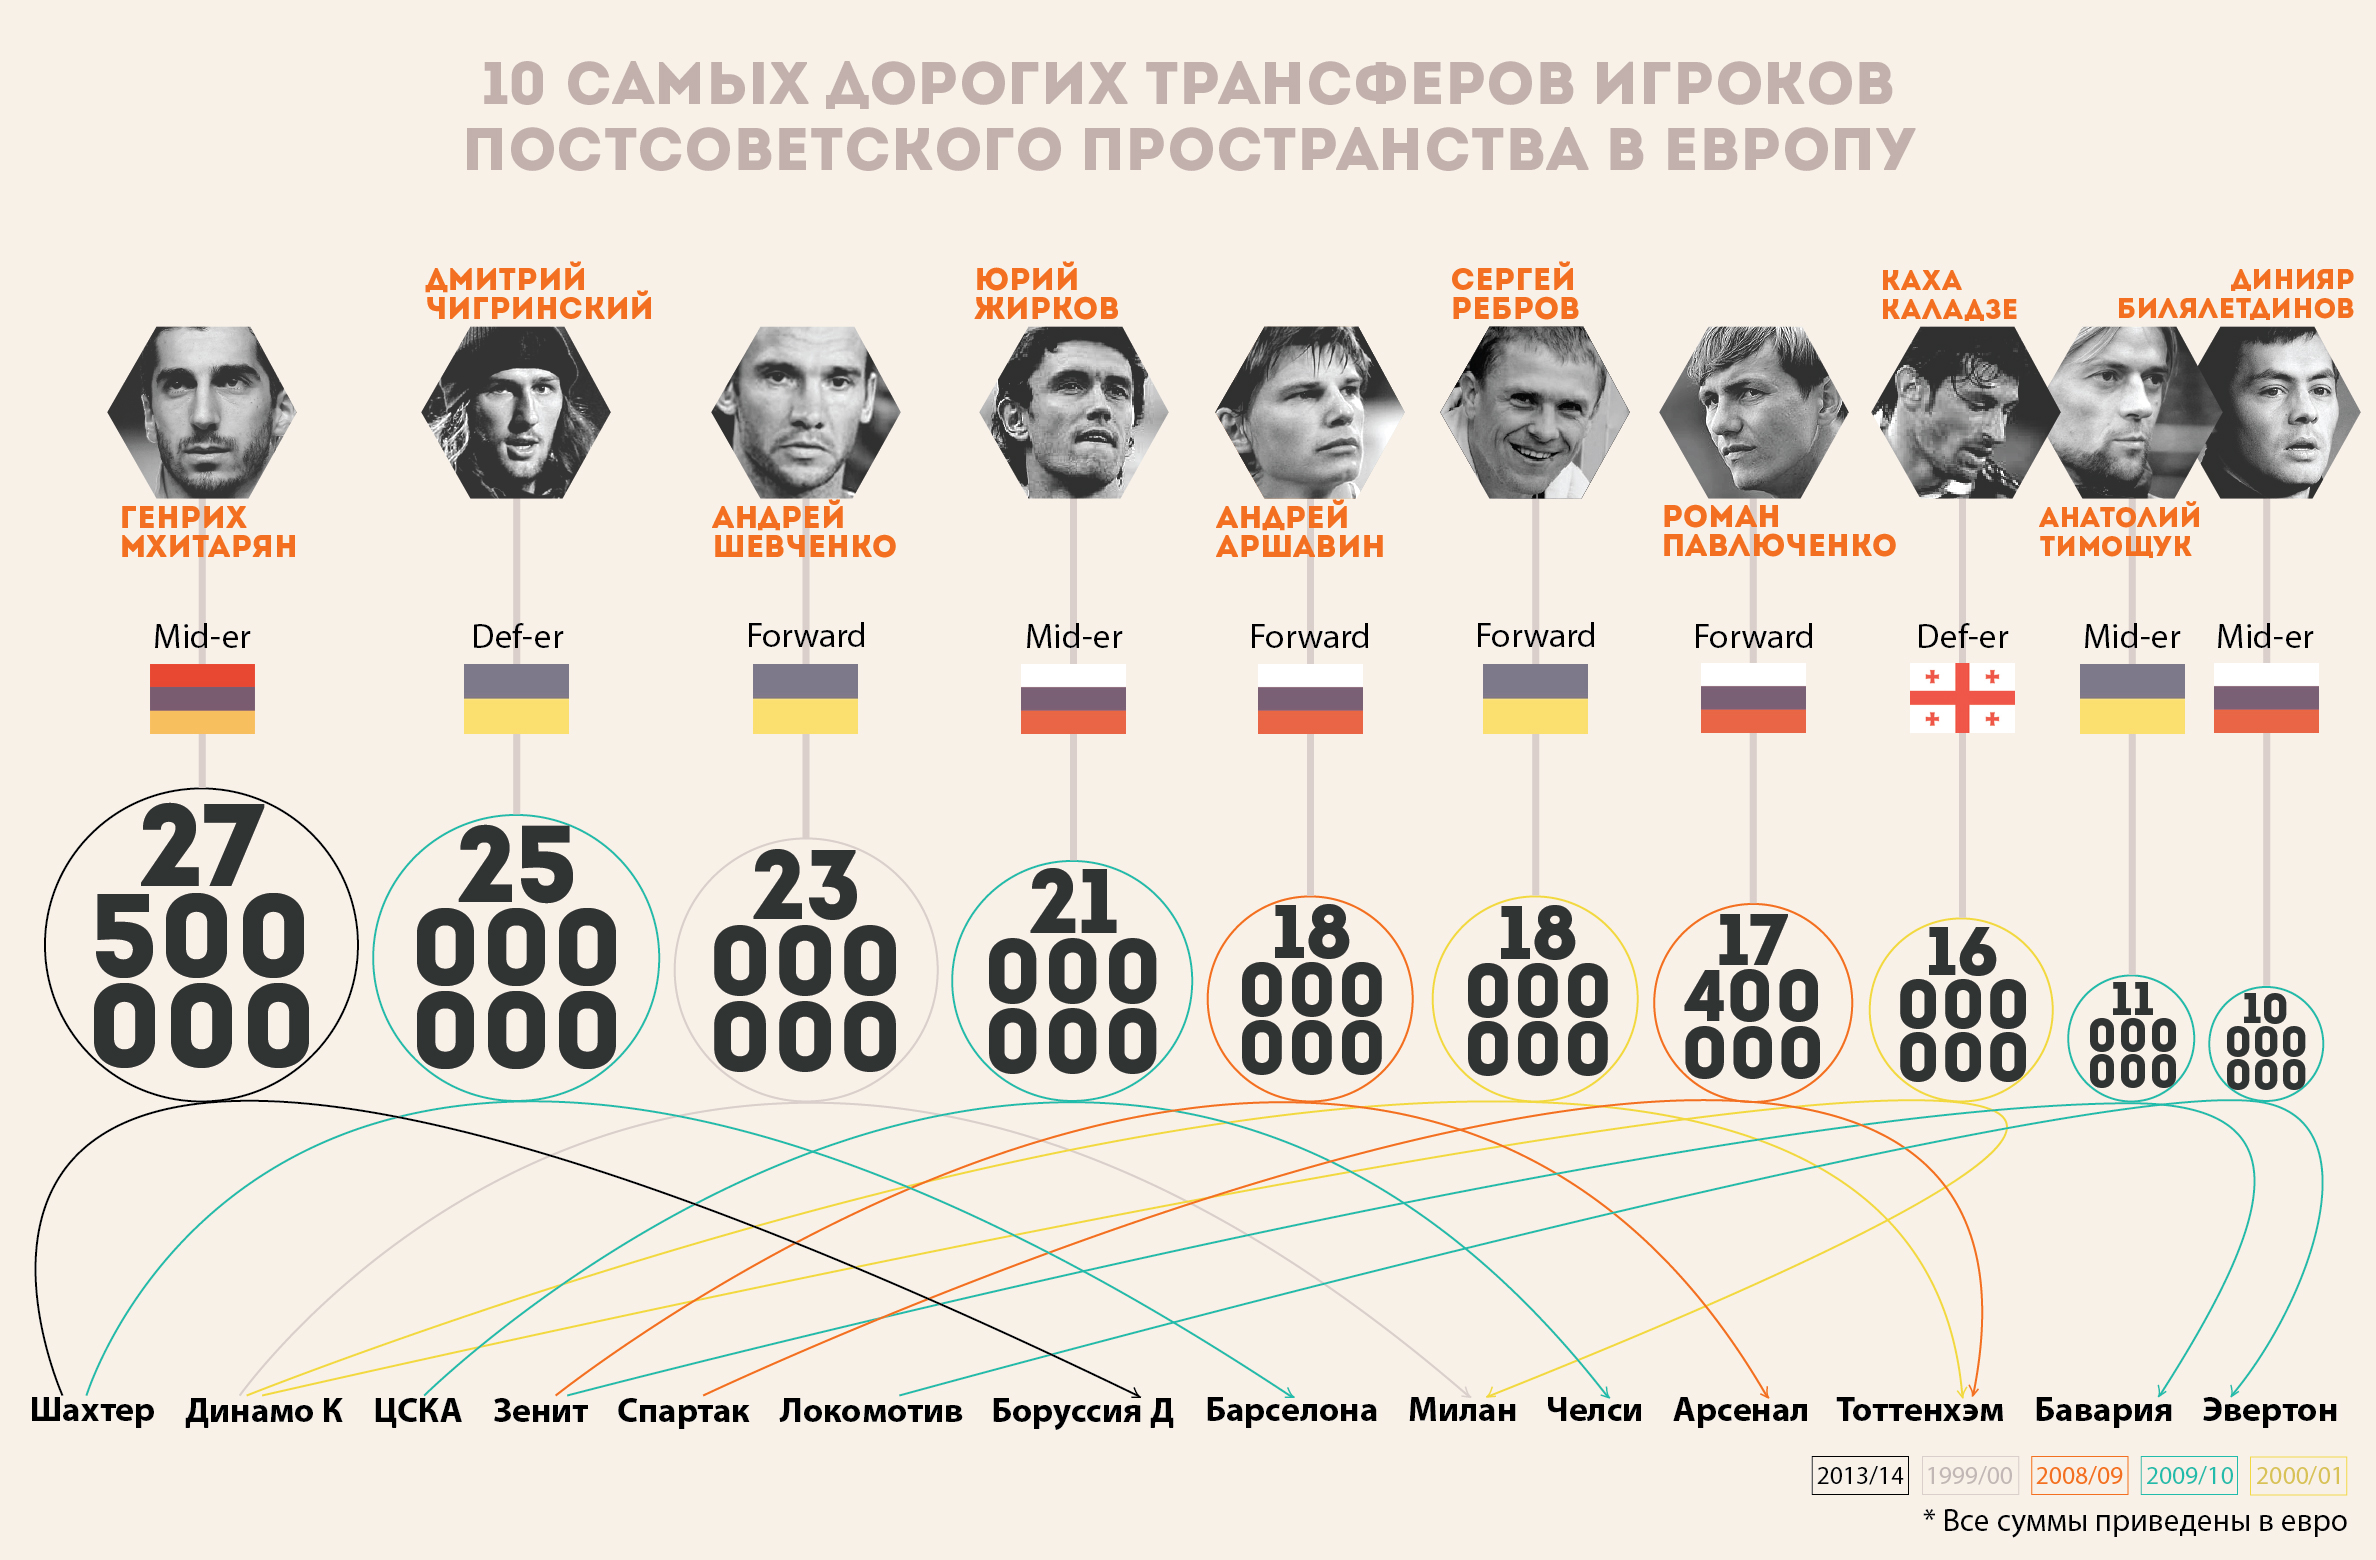 10 САМЫХ ДОРОГИХ ТРАНСФЕРОВ ИГРОКОВ
ПОСТСОВЕТСКОГО ПРОСТРАНСТВА В ЕВРОПУ
ГЕНРИХ
МХИТАРЯН
ДМИТРИЙ
ЧИГРИНСКИЙ
АНДРЕЙ
ШЕВЧЕНКО
ЮРИЙ
ЖИРКОВ
АНДРЕЙ
АРШАВИН
СЕРГЕЙ
РЕБРОВ
РОМАН
ПАВЛЮЧЕНКО
КАХА
КАЛАДЗЕ
АНАТОЛИЙ
ТИМОЩУК
ДИНИЯР
БИЛЯЛЕТДИНОВ
Mid-er
Def-er
Forward
Mid-er
Forward
Forward
Forward
Def-er
Mid-er
Mid-er
27
500
000
25
000
000
23
000
000
21
000
000
18
000
000
18
000
000
17
400
000
16
000
000
11
000
000
10
000
000
Шахтер
Динамо К
ЦСКА
Зенит
Спартак
Локомотив
Боруссия Д
Барселона
Милан
Челси
Арсенал
Тоттенхэм
Бавария
Эвертон
2013/14
1999/00
2008/09
2009/10
2000/01
* Все суммы приведены в евро